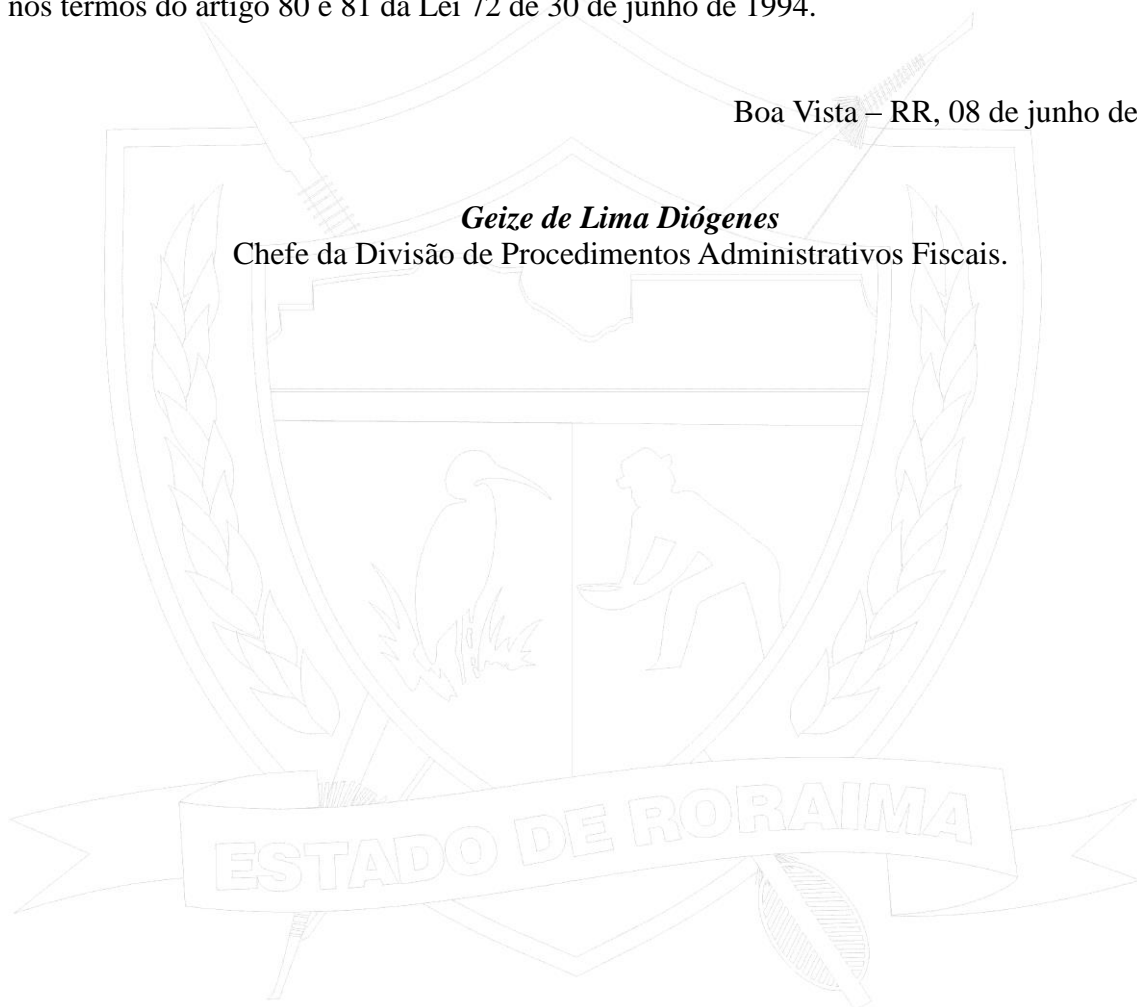 nos termos do artigo 80 e 81 da Lei 72 de 30 de junho de 1994.
Boa Vista – RR, 08 de junho de
Geize de Lima Diógenes
Chefe da Divisão de Procedimentos Administrativos Fiscais.
ESTADO DE RORAIMA